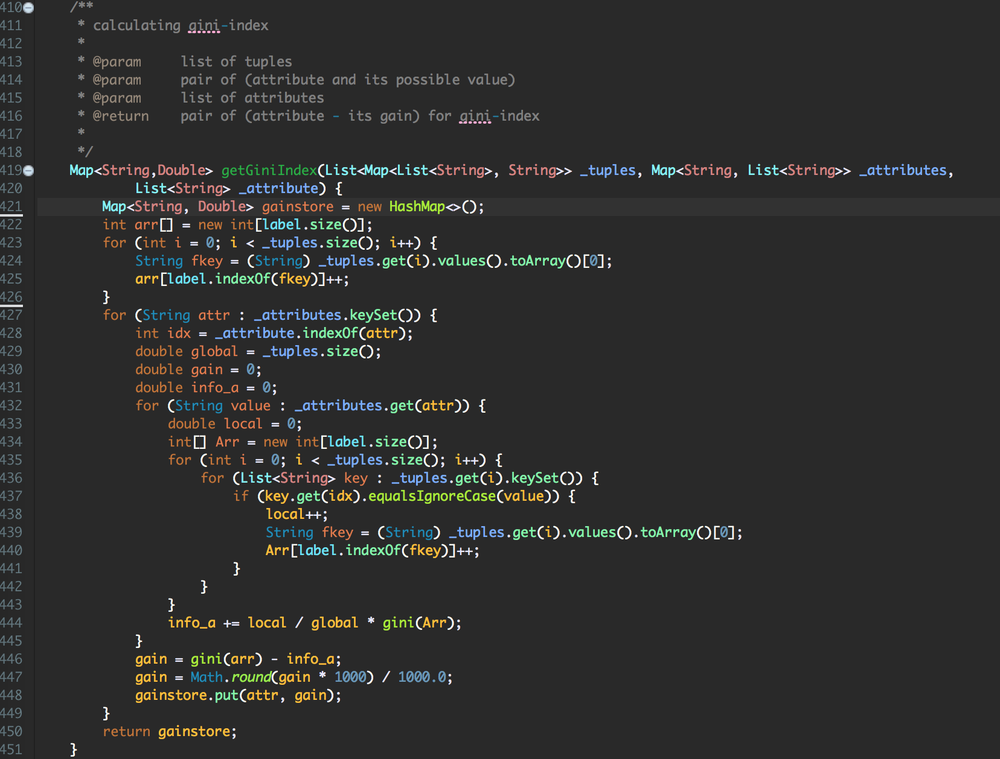 410 /**
411 * calculating gini-index
412 *
413 * @param list of tuples
414 * @param pair of (attribute and its possible value)
415 * @param list of attributes
416 * @return pair of (attribute - its gain) for gini-index
417 *
418 */
419 Map<String,Double> getGiniIndex(List<Map<List<String>, String>> _tuples, Map<String, List<String>> _attributes,
420 List<String> _attribute) {
421 Map<String, Double> gainstore = new HashMap<>();
422 int arr[] = new int[label.size()];
423 for (int i = 0; i < _tuples.size(); i++) {
424 String fkey = (String) _tuples.get(i).values().toArray()[0];
425 arr[label.indexOf(fkey)]++;
426 }
427 for (String attr : _attributes.keySet()) {
428 int idx = _attribute.indexOf(attr);
429 double global = _tuples.size();
430 double gain = 0;
431 double info_a = 0;
432 for (String value : _attributes.get(attr)) {
433 double local = 0;
434 int[] Arr = new int[label.size()];
435 for (int i = 0; i < _tuples.size(); i++) {
436 for (List<String> key : _tuples.get(i).keySet()) {
437 if (key.get(idx).equalsIgnoreCase(value)) {
438 local++;
439 String fkey = (String) _tuples.get(i).values().toArray()[0];
440 Arr[label.indexOf(fkey)]++;
441 }
442 }
443 }
444 info_a += local / global * gini(Arr);
445 }
446 gain = gini(arr) - info_a;
447 gain = Math.round(gain * 1000) / 1000.0;
448 gainstore.put(attr, gain);
449 }
450 return gainstore;
451 }